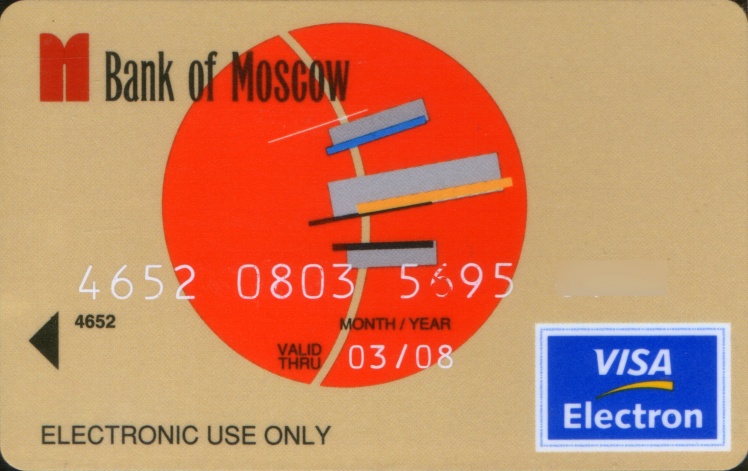 Bank of Moscow
4652 0803 5695
4652
MONTH / YEAR
VALID
THRU
03/08
VISA
Electron
ELECTRONIC USE ONLY